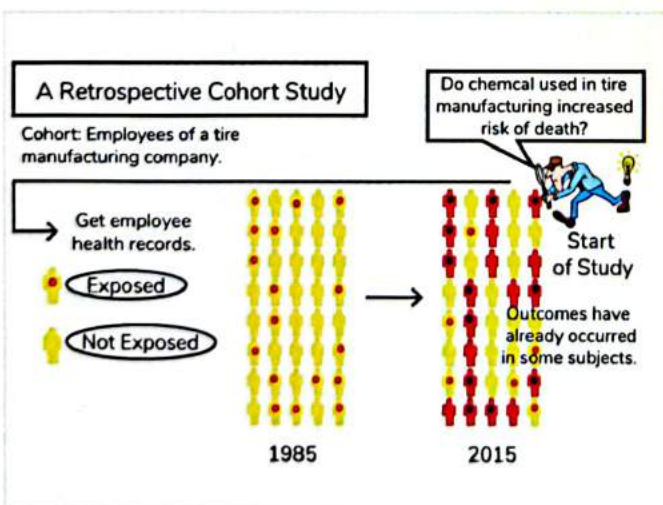 A Retrospective Cohort Study
Do chemcal used in tire
manufacturing increased
risk of death?
Cohort: Employees of a tire
manufacturing company.
Get employee
health records.
Exposed
Not Exposed
Start
of Study
Outcomes have
already occurred
in some subjects.
1985
2015